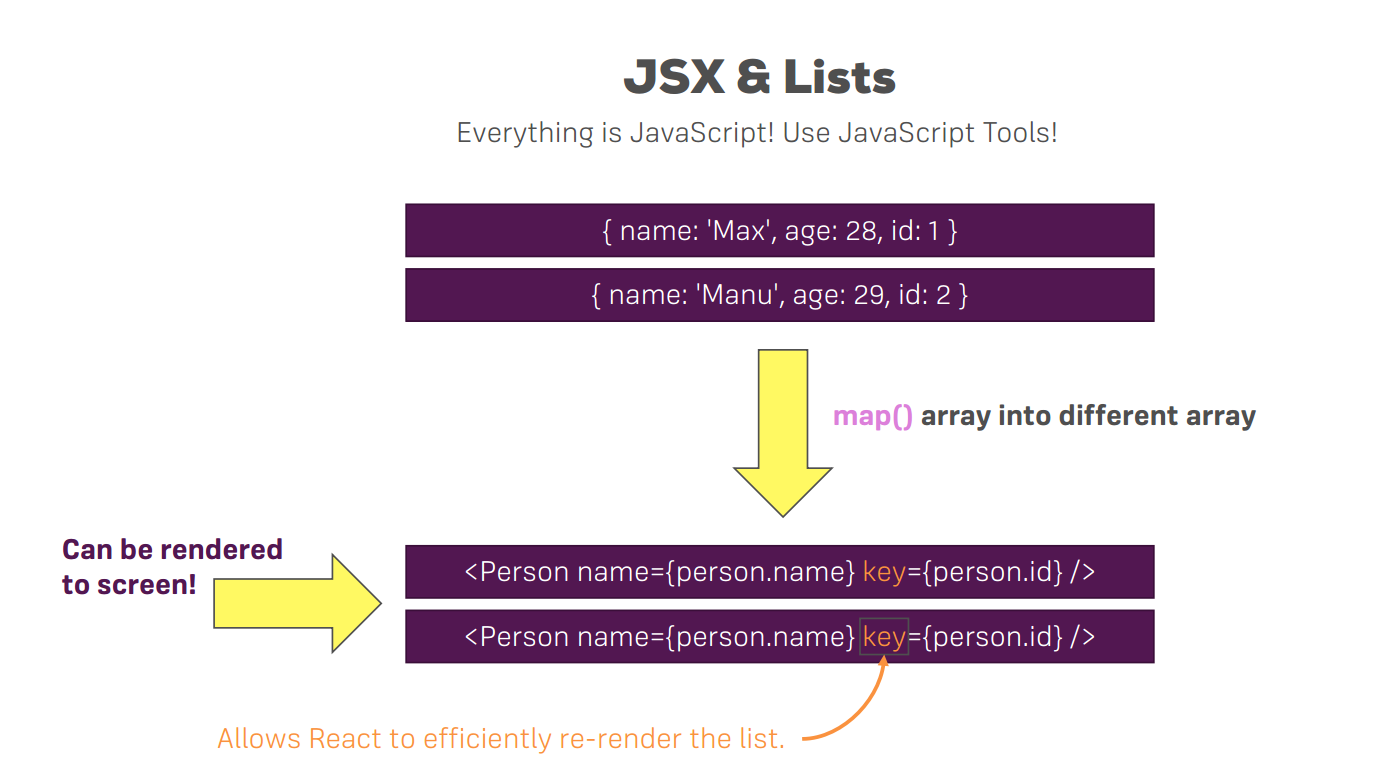 JSX & Lists
Everything is JavaScript! Use JavaScript Tools!
{ name: 'Max', age: 28, id: 1 }
{ name: 'Manu', age: 29, id: 2 }
map() array into different array
Can be rendered
to screen!
<Person name={person.name} key={person.id} />
<Person name={person.name} key={person.id} />
Allows React to efficiently re-render the list.